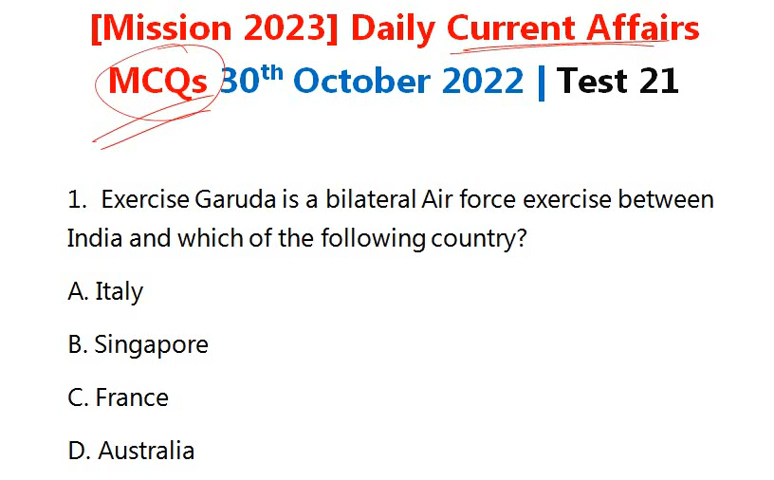 [Mission 2023] Daily Current Affairs
MCQs 30th October 2022 | Test 21
1. Exercise Garuda is a bilateral Air force exercise between
India and which of the following country?
A. Italy
B. Singapore
C. France
D. Australia